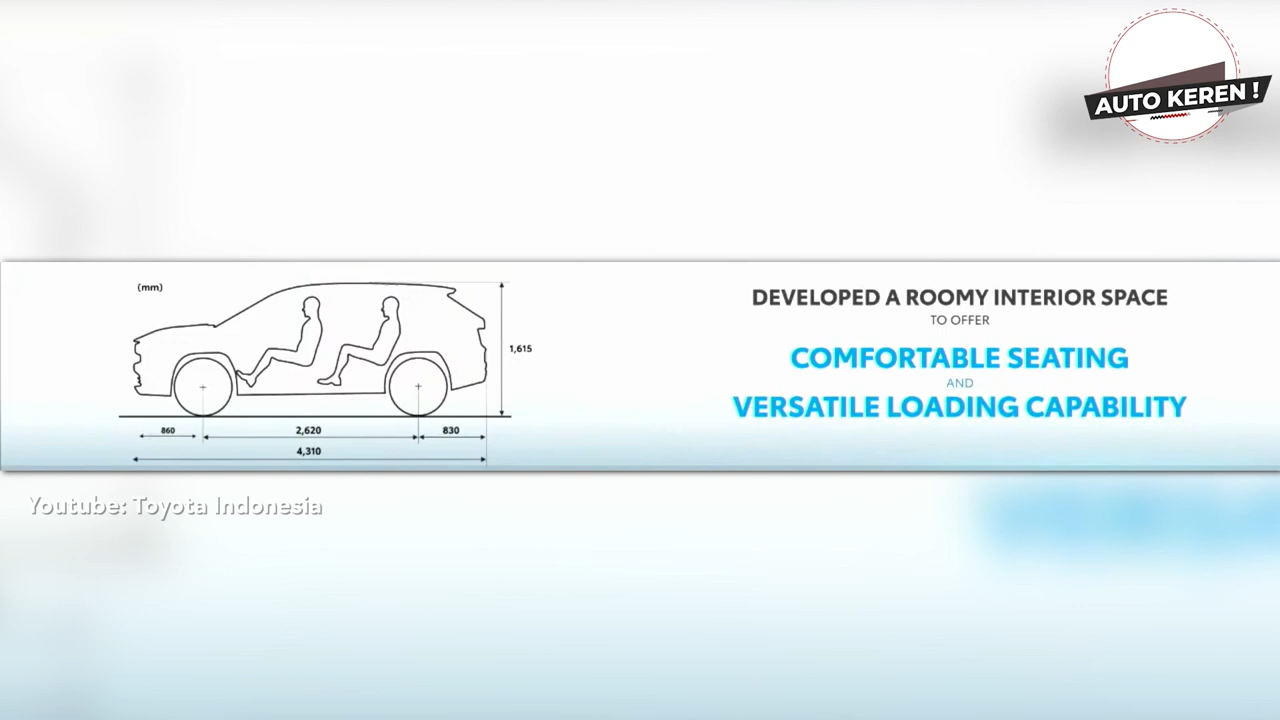 AUTO KEREN !
(mm)
1,615
860
2,620
830
4,310
DEVELOPED A ROOMY INTERIOR SPACE
TO OFFER
COMFORTABLE SEATING
AND
VERSATILE LOADING CAPABILITY
Youtube: Toyota Indonesia